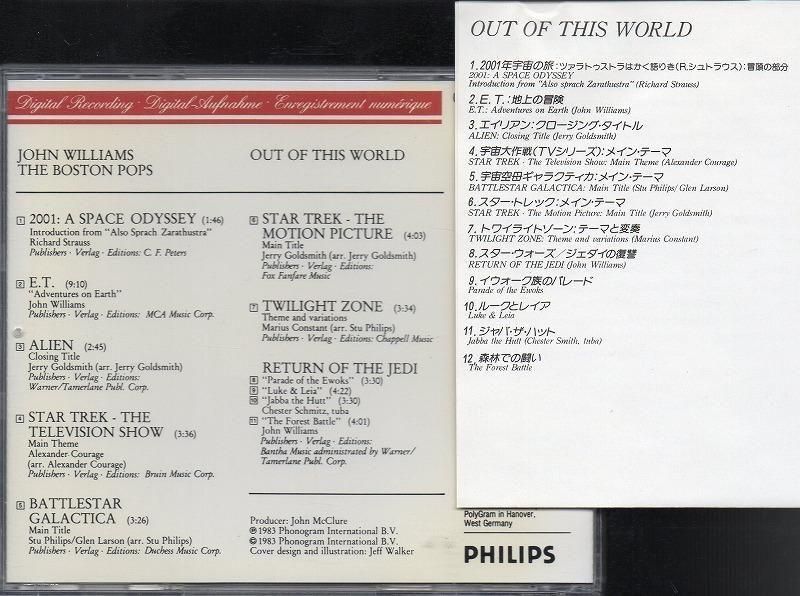 Digital Recording · Digital-Aufnahme · Enregistrement numérique
JOHN WILLIAMS
THE BOSTON POPS
OUT OF THIS WORLD
1 2001: A SPACE ODYSSEY (1:46)
Introduction from "Also Sprach Zarathustra"
Richard Strauss
Publishers · Verlag · Editions: C. F. Peters
2 E.T. (9:10)
"Adventures on Earth"
John Williams
Publishers · Verlag · Editions: MCA Music Corp.
3 ALIEN (2:45)
Closing Title
Jerry Goldsmith (arr. Jerry Goldsmith)
Publishers · Verlag · Editions:
Warner/Tamerlane Publ. Corp.
4 STAR TREK - THE
TELEVISION SHOW (3:36)
Main Theme
Alexander Courage
(arr. Alexander Courage)
Publishers · Verlag · Editions: Bruin Music Corp.
5 BATTLESTAR
GALACTICA (3:26)
Main Title
Stu Philips/Glen Larson (arr. Stu Philips)
Publishers · Verlag · Editions: Duchess Music Corp.
6 STAR TREK - THE
MOTION PICTURE (4:03)
Main Title
Jerry Goldsmith (arr. Jerry Goldsmith)
Publishers · Verlag · Editions:
Fox Fanfare Music
7 TWILIGHT ZONE (3:34)
Theme and variations
Marius Constant (arr. Stu Philips)
Publishers · Verlag · Editions: Chappell Music
RETURN OF THE JEDI
8 "Parade of the Ewoks" (3:30)
9 "Luke & Leia" (4:22)
10 "Jabba the Hutt" (3:30)
Chester Schmitz, tuba
11 "The Forest Battle" (4:01)
John Williams
Publishers · Verlag · Editions:
Bantha Music administrated by Warner/
Tamerlane Publ. Corp.
Producer: John McClure
℗ 1983 Phonogram International B.V.
© 1983 Phonogram International B.V.
Cover design and illustration: Jeff Walker
PolyGram in Hanover,
West Germany
PHILIPS
OUT OF THIS WORLD
1. 2001年宇宙の旅:ツァラトゥストラはかく語りき(R.シュトラウス):冒頭の部分
2001: A SPACE ODYSSEY
Introduction from "Also sprach Zarathustra" (Richard Strauss)
2. E.T.:地上の冒険
E.T.: Adventures on Earth (John Williams)
3. エイリアン:クロージング・タイトル
ALIEN: Closing Title (Jerry Goldsmith)
4. 宇宙大作戦(TVシリーズ):メイン・テーマ
STAR TREK · The Television Show: Main Theme (Alexander Courage)
5. 宇宙空母ギャラクティカ:メイン・テーマ
BATTLESTAR GALACTICA: Main Title (Stu Philips/ Glen Larson)
6. スター・トレック:メイン・テーマ
STAR TREK · The Motion Picture: Main Title (Jerry Goldsmith)
7. トワイライトゾーン:テーマと変奏
TWILIGHT ZONE: Theme and variations (Marius Constant)
8. スター・ウォーズ/ジェダイの復讐
RETURN OF THE JEDI (John Williams)
9. イウォーク族のパレード
Parade of the Ewoks
10. ルークとレイア
Luke & Leia
11. ジャバ・ザ・ハット
Jabba the Hutt (Chester Smith, tuba)
12. 森林での闘い
The Forest Battle